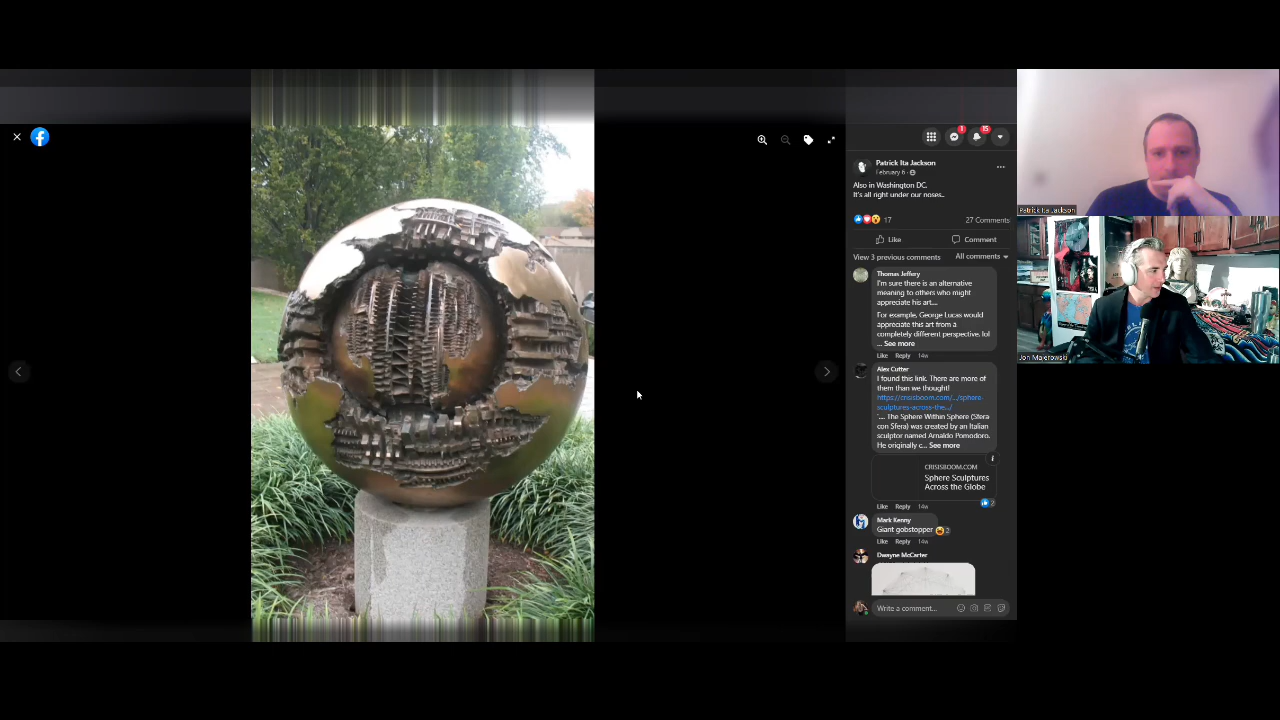 1
15
Patrick Ita Jackson
February 6
Also in Washington DC.
It's all right under our noses..
17
27 Comments
Like
Comment
View 3 previous comments
All comments
Thomas Jeffery
I'm sure there is an alternative
meaning to others who might
appreciate his art....
For example, George Lucas would
appreciate this art from a
completely different perspective. lol
... See more
Like Reply 14w
Alex Cutter
I found this link. There are more of
them than we thought!
https://crisisboom.com/.../sphere-
sculptures-across-the.../
'.... The Sphere Within Sphere (Sfera
con Sfera) was created by an Italian
sculptor named Arnaldo Pomodoro.
He originally c... See more
CRISISBOOM.COM
Sphere Sculptures
Across the Globe
2
Like Reply 14w
Mark Kenny
Giant gobstopper
2
Like Reply 14w
Dwayne McCarter
Write a comment...
Patrick Ita Jackson
Jon Majerowski